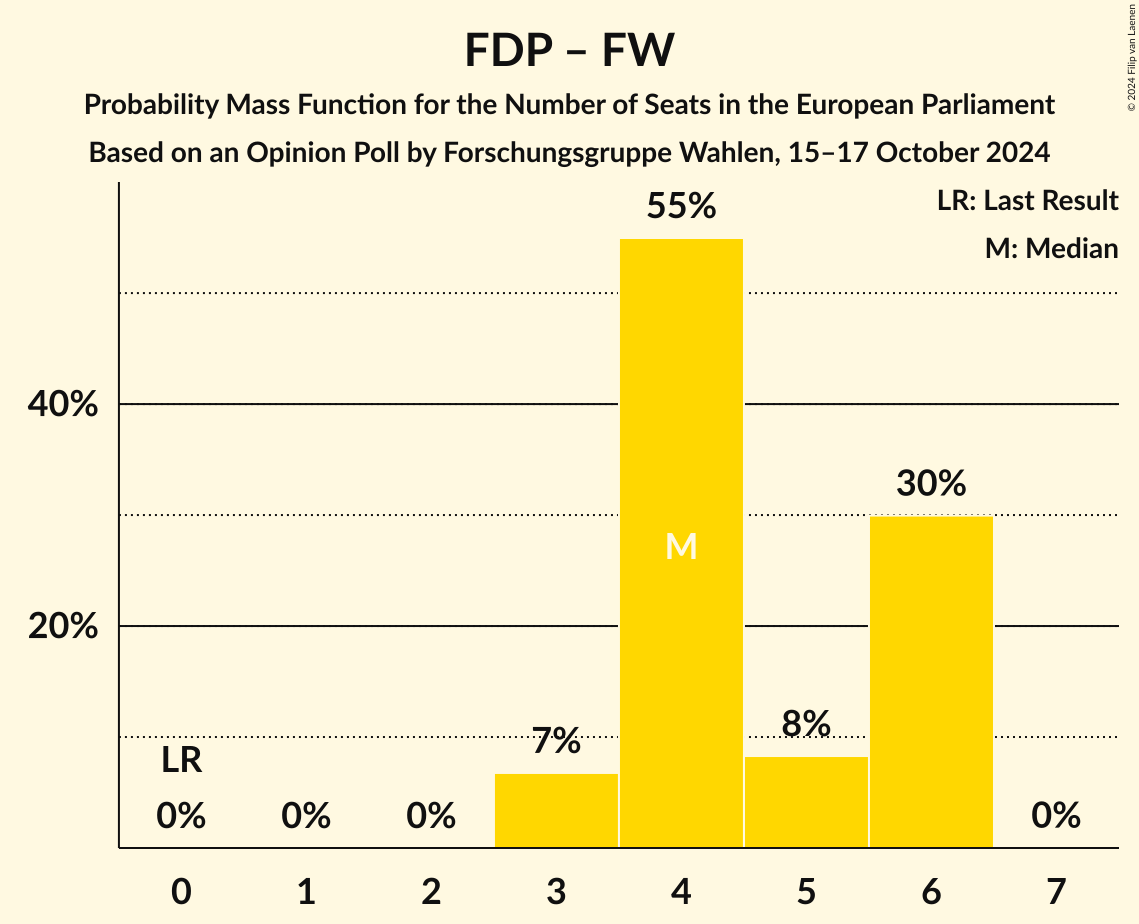 FDP – FW
Probability Mass Function for the Number of Seats in the European Parliament
Based on an Opinion Poll by Forschungsgruppe Wahlen, 15–17 October 2024
© 2024 Filip van Laenen
LR: Last Result
M: Median
55%
40%
30%
M
20%
8%
7%
LR
0% 0% 0% 0%
0 1 2 3 4 5 6 7